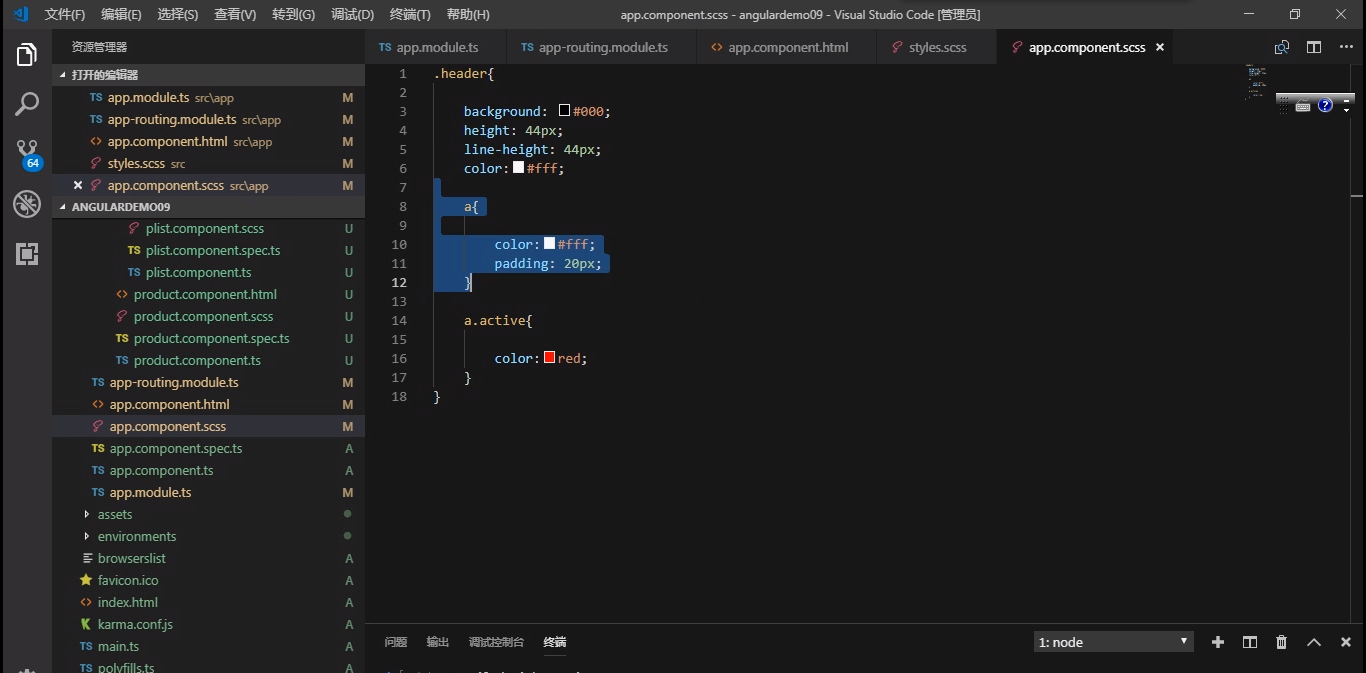 文件(F) 编辑(E) 选择(S) 查看(V) 转到(G) 调试(D) 终端(T) 帮助(H) app.component.scss - angulardemo09 - Visual Studio Code [管理员]
资源管理器
TS app.module.ts TS app-routing.module.ts <> app.component.html styles.scss app.component.scss ×
打开的编辑器
TS app.module.ts src\app M
TS app-routing.module.ts src\app M
<> app.component.html src\app M
styles.scss src M
× app.component.scss src\app M
64
ANGULARDEMO09
plist.component.scss U
TS plist.component.spec.ts U
TS plist.component.ts U
<> product.component.html U
product.component.scss U
TS product.component.spec.ts U
TS product.component.ts U
TS app-routing.module.ts M
<> app.component.html M
app.component.scss M
TS app.component.spec.ts A
TS app.component.ts A
TS app.module.ts M
assets
environments
browserslist A
favicon.ico A
<> index.html A
karma.conf.js A
TS main.ts A
TS polyfills.ts A
1 .header{
2
3 background: #000;
4 height: 44px;
5 line-height: 44px;
6 color: #fff;
7
8 a{
9
10 color: #fff;
11 padding: 20px;
12 }
13
14 a.active{
15
16 color: red;
17 }
18 }
问题 输出 调试控制台 终端 1: node